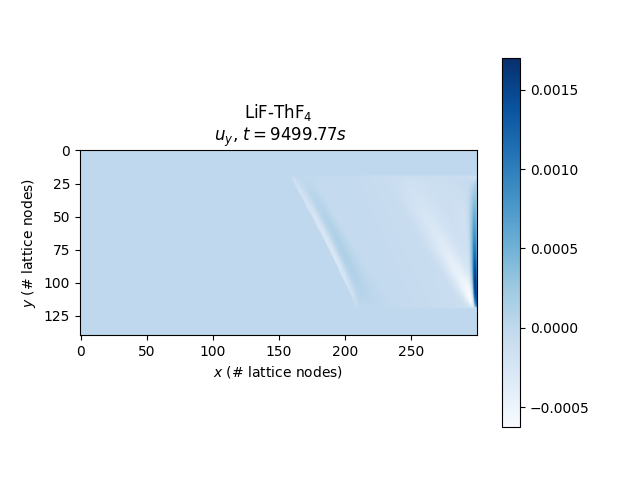 LiF-ThF₄
u_y, t = 9499.77s
0
25
50
75
100
125
y (# lattice nodes)
0 50 100 150 200 250
x (# lattice nodes)
0.0015
0.0010
0.0005
0.0000
−0.0005